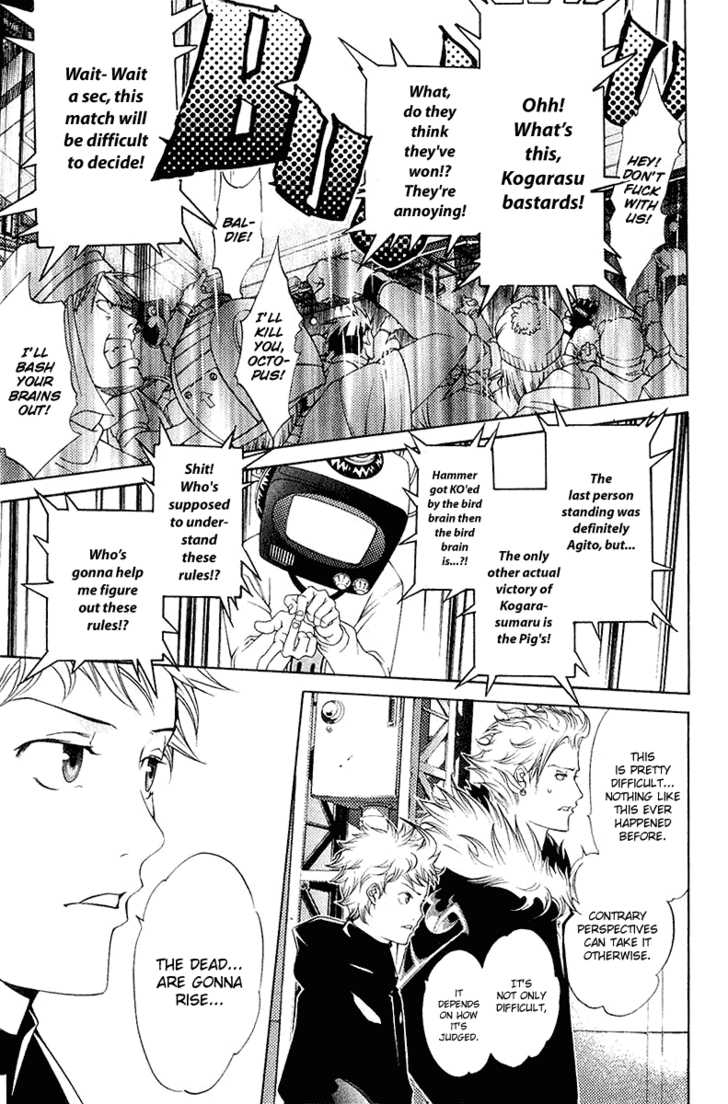 HEY!
DON'T
FUCK
WITH
US!
Ohh!
What's
this,
Kogarasu
bastards!
What,
do they
think
they've
won!?
They're
annoying!
Wait- Wait
a sec, this
match will
be difficult
to decide!
BAL-
DIE!
I'LL
KILL
YOU,
OCTO-
PUS!
I'LL
BASH
YOUR
BRAINS
OUT!
The
last person
standing was
definitely
Agito, but...
The only
other actual
victory of
Kogara-
sumaru is
the Pig's!
Hammer
got KO'ed
by the bird
brain then
the bird
brain
is...?!
Shit!
Who's
supposed
to under-
stand
these
rules!?
Who's
gonna help
me figure
out these
rules!?
THIS
IS PRETTY
DIFFICULT...
NOTHING LIKE
THIS EVER
HAPPENED
BEFORE.
CONTRARY
PERSPECTIVES
CAN TAKE IT
OTHERWISE.
IT'S
NOT ONLY
DIFFICULT,
IT
DEPENDS
ON HOW
IT'S
JUDGED.
THE DEAD...
ARE GONNA
RISE...